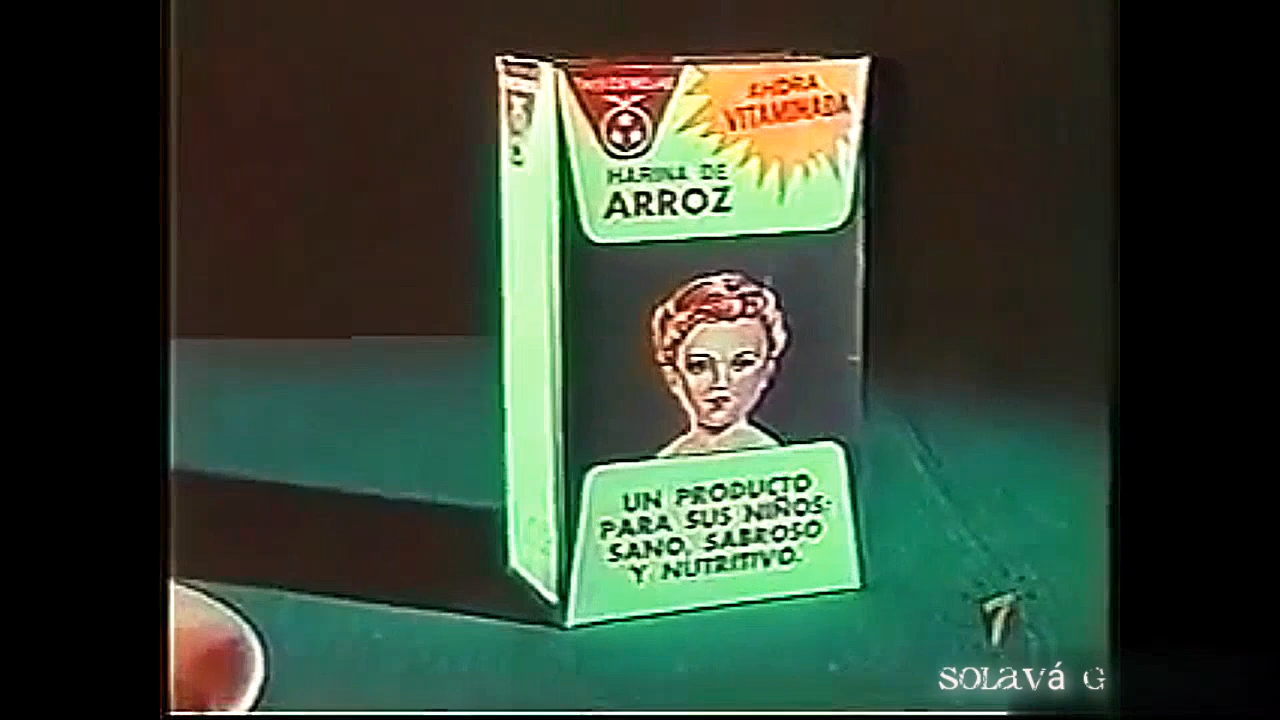 AHORA
VITAMINADA
HARINA DE
ARROZ
UN PRODUCTO
PARA SUS NIÑOS:
SANO, SABROSO
Y NUTRITIVO.
7
SOLAVÁ G